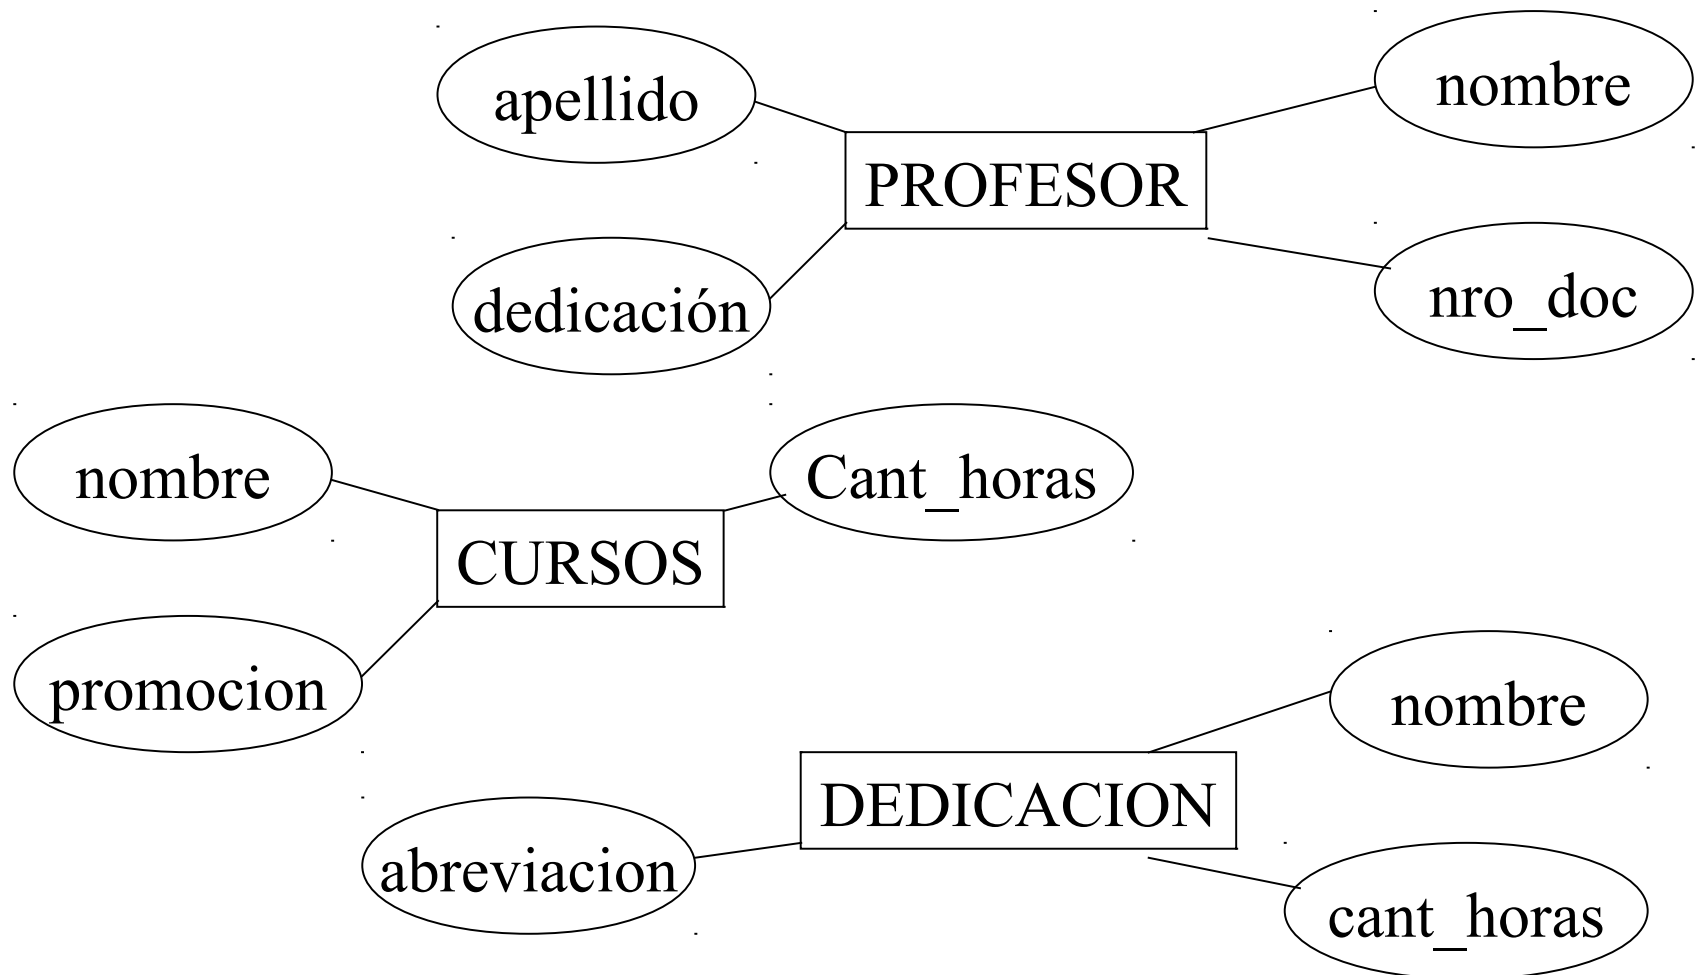 apellido
nombre
PROFESOR
dedicación
nro_doc
nombre
Cant_horas
CURSOS
promocion
nombre
DEDICACION
abreviacion
cant_horas